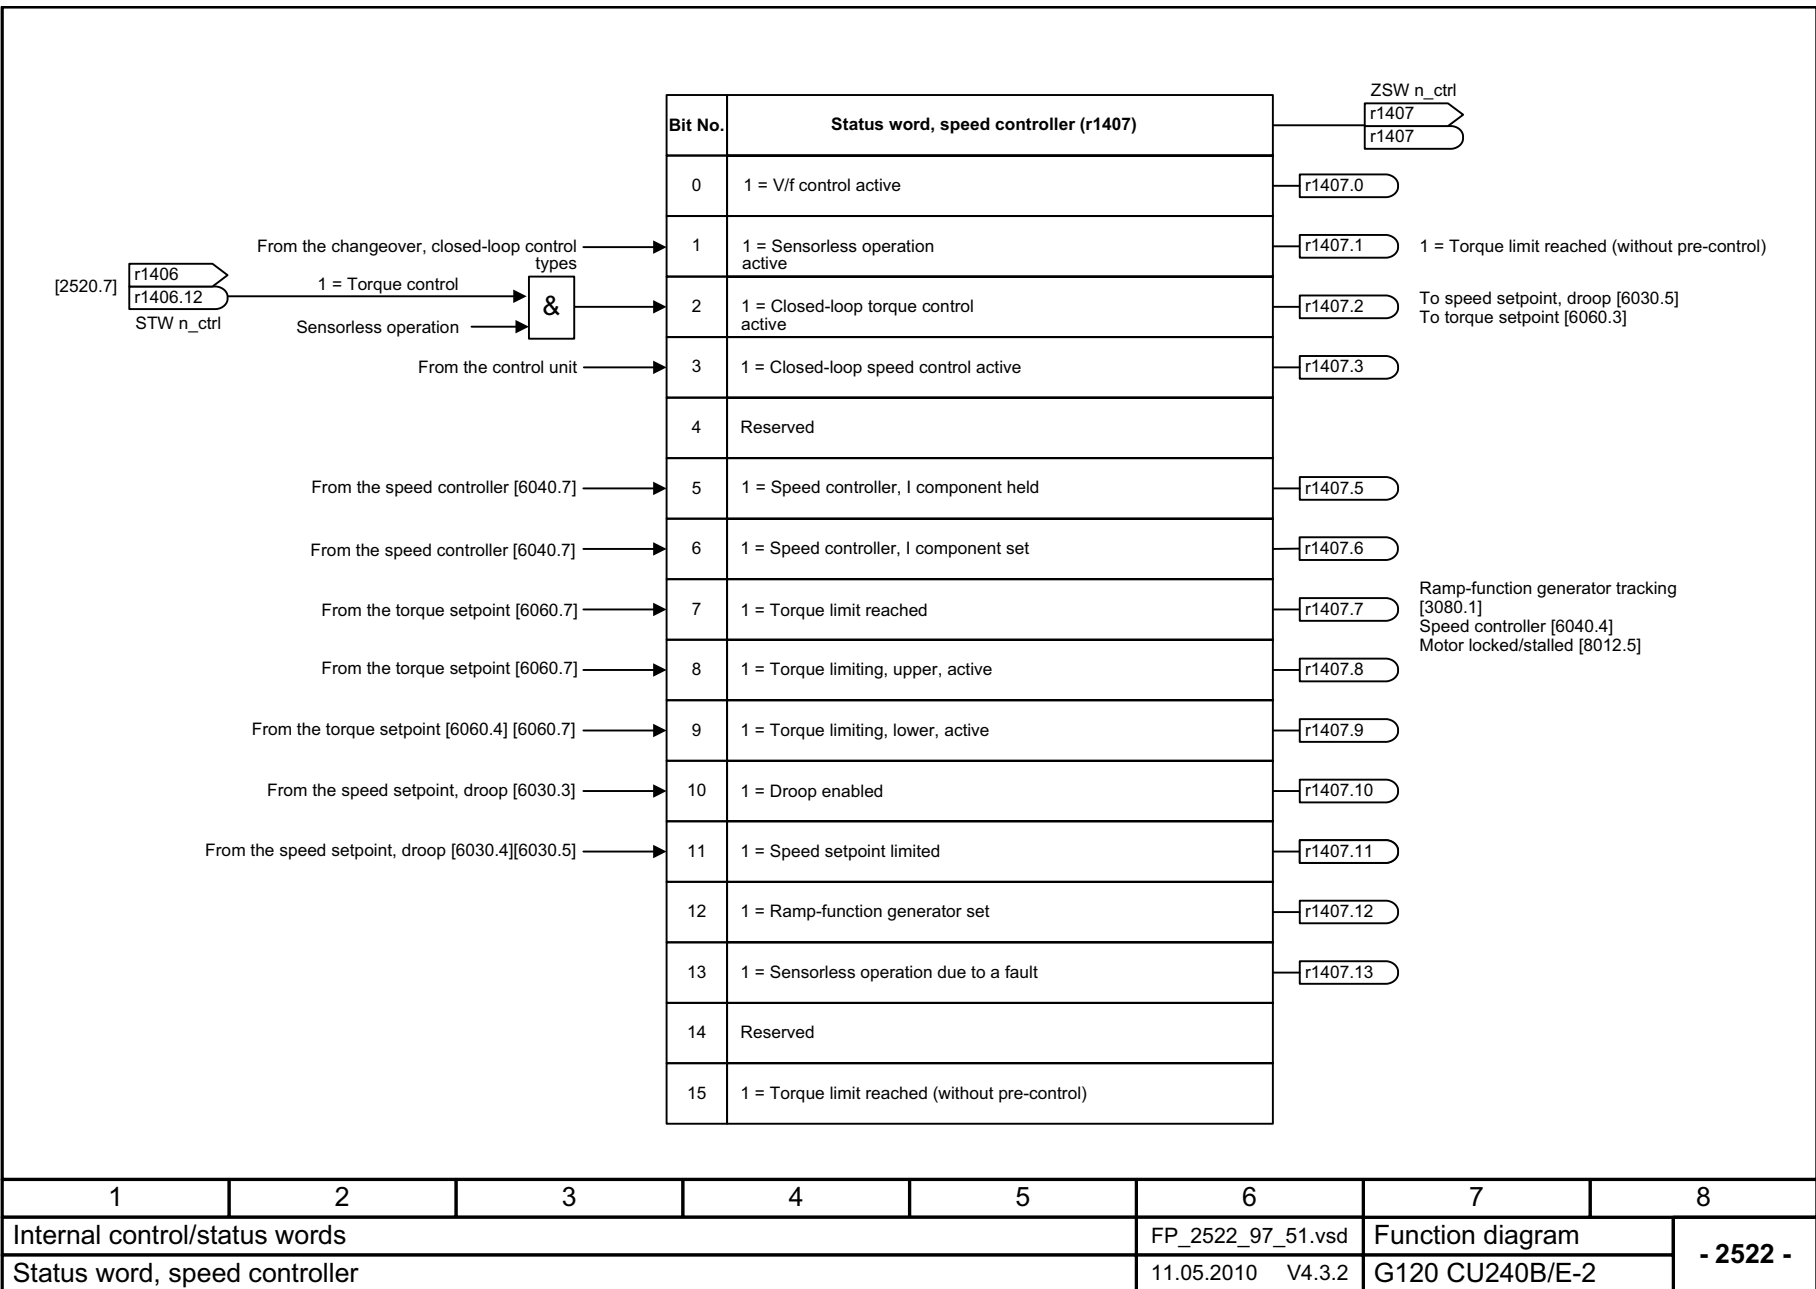 ZSW n_ctrl
r1407
r1407
Bit No.
Status word, speed controller (r1407)
0
1 = V/f control active
r1407.0
From the changeover, closed-loop control
types
1
1 = Sensorless operation
active
r1407.1
1 = Torque limit reached (without pre-control)
[2520.7]
r1406
r1406.12
STW n_ctrl
1 = Torque control
Sensorless operation
&
2
1 = Closed-loop torque control
active
r1407.2
To speed setpoint, droop [6030.5]
To torque setpoint [6060.3]
From the control unit
3
1 = Closed-loop speed control active
r1407.3
4
Reserved
From the speed controller [6040.7]
5
1 = Speed controller, I component held
r1407.5
From the speed controller [6040.7]
6
1 = Speed controller, I component set
r1407.6
From the torque setpoint [6060.7]
7
1 = Torque limit reached
r1407.7
Ramp-function generator tracking
[3080.1]
Speed controller [6040.4]
Motor locked/stalled [8012.5]
From the torque setpoint [6060.7]
8
1 = Torque limiting, upper, active
r1407.8
From the torque setpoint [6060.4] [6060.7]
9
1 = Torque limiting, lower, active
r1407.9
From the speed setpoint, droop [6030.3]
10
1 = Droop enabled
r1407.10
From the speed setpoint, droop [6030.4][6030.5]
11
1 = Speed setpoint limited
r1407.11
12
1 = Ramp-function generator set
r1407.12
13
1 = Sensorless operation due to a fault
r1407.13
14
Reserved
15
1 = Torque limit reached (without pre-control)
1 2 3 4 5 6 7 8
Internal control/status words
FP_2522_97_51.vsd
Function diagram
- 2522 -
Status word, speed controller
11.05.2010 V4.3.2
G120 CU240B/E-2